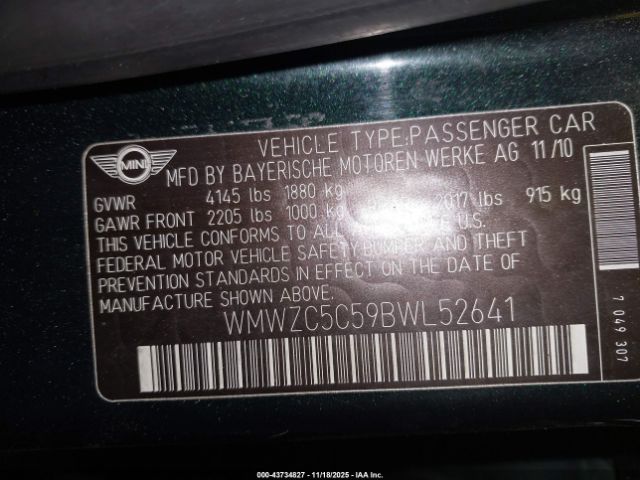 MINI
VEHICLE TYPE:PASSENGER CAR
MFD BY BAYERISCHE MOTOREN WERKE AG 11/10
GVWR 4145 lbs 1880 kg
GAWR FRONT 2205 lbs 1000 kg 2017 lbs 915 kg
THIS VEHICLE CONFORMS TO ALL U.S.
FEDERAL MOTOR VEHICLE SAFETY,BUMPER AND THEFT
PREVENTION STANDARDS IN EFFECT ON THE DATE OF
MANUFACTURE SHOWN ABOVE.
WMWZC5C59BWL52641
7 049 307
000-43734827 - 11/18/2025 - IAA Inc.